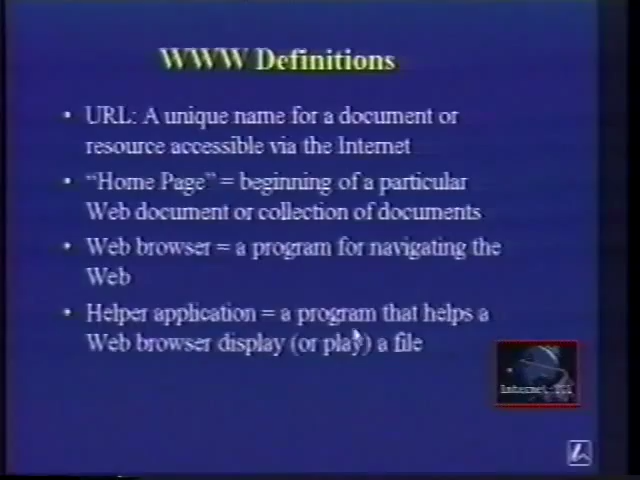 WWW Definitions
• URL: A unique name for a document or
resource accessible via the Internet
• “Home Page” = beginning of a particular
Web document or collection of documents
• Web browser = a program for navigating the
Web
• Helper application = a program that helps a
Web browser display (or play) a file
Internet